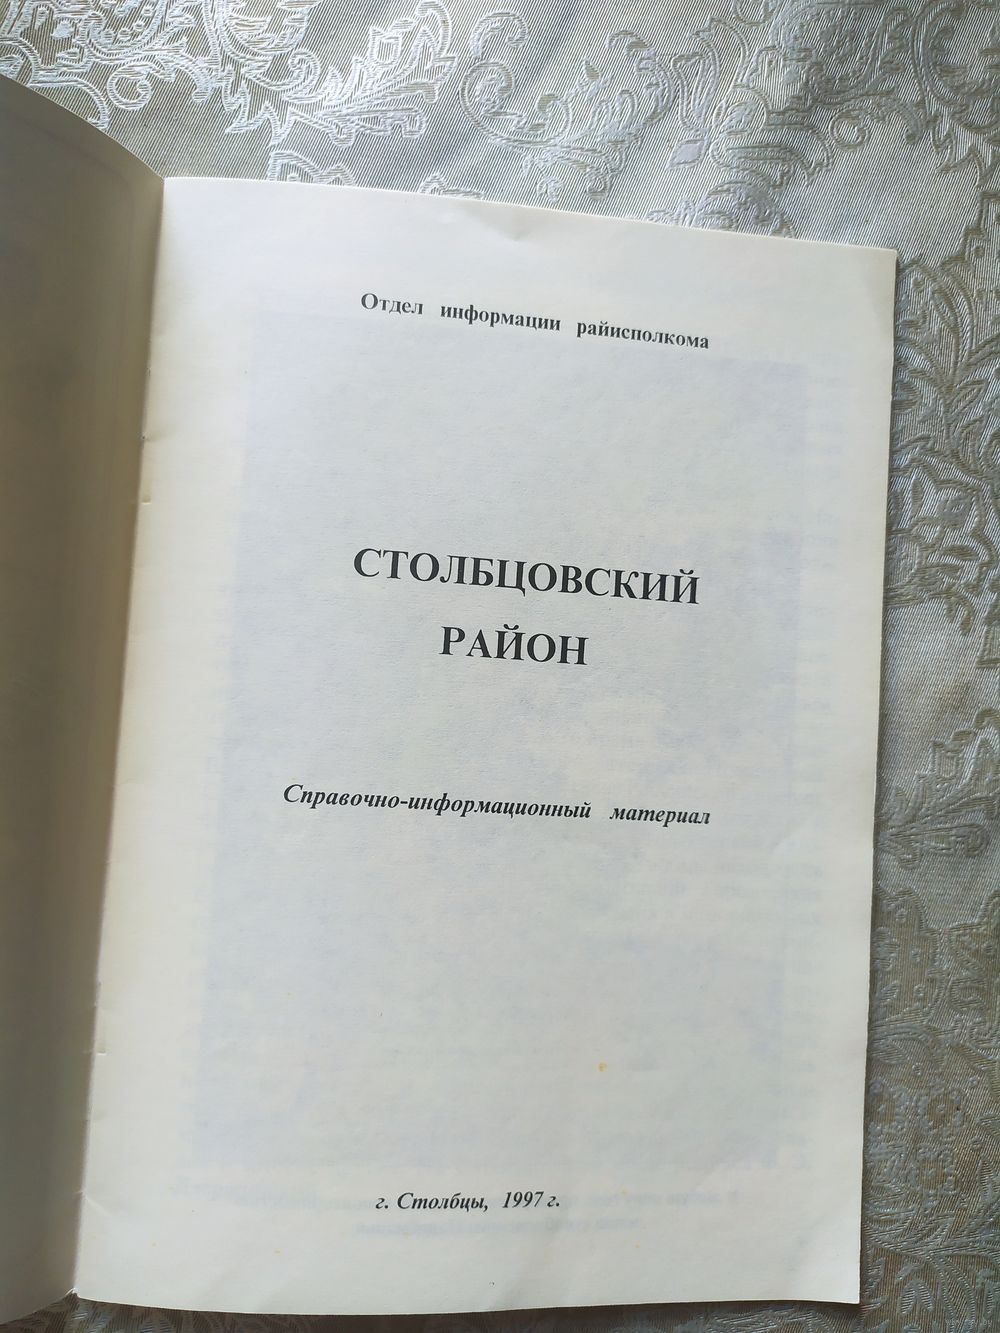 Отдел информации райисполкома
СТОЛБЦОВСКИЙ
РАЙОН
Справочно-информационный материал
г. Столбцы, 1997 г.